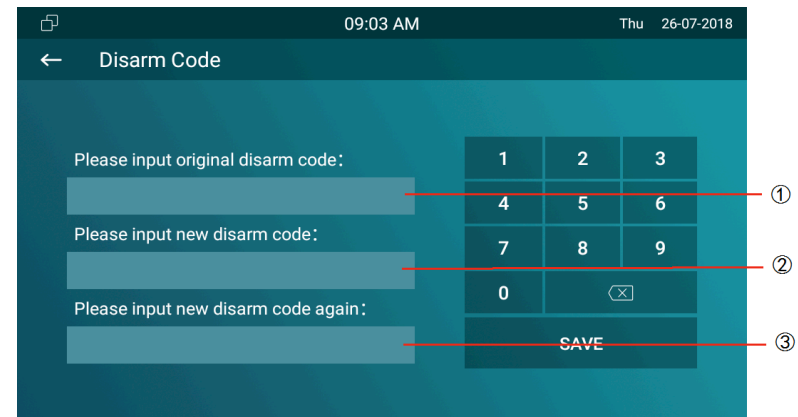 09:03 AM Thu 26-07-2018
Disarm Code
Please input original disarm code:
1 2 3
①
4 5 6
Please input new disarm code:
7 8 9
②
0
Please input new disarm code again:
SAVE
③